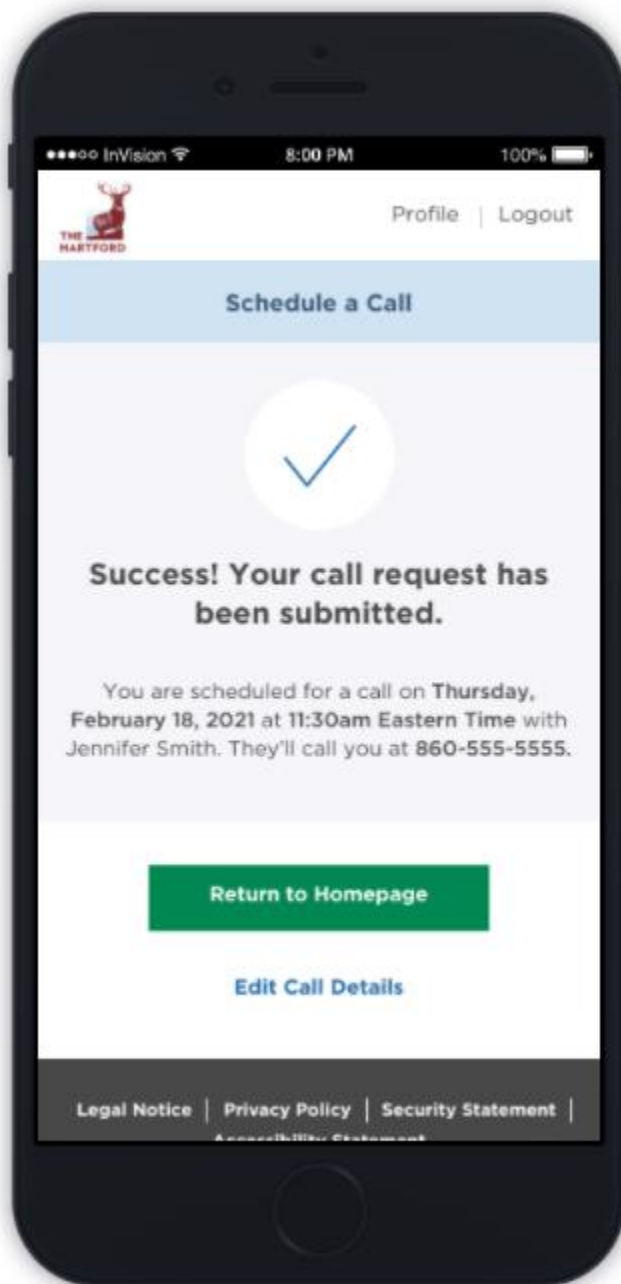 InVision 8:00 PM 100%
THE
HARTFORD
Profile | Logout
Schedule a Call
Success! Your call request has
been submitted.
You are scheduled for a call on Thursday,
February 18, 2021 at 11:30am Eastern Time with
Jennifer Smith. They'll call you at 860-555-5555.
Return to Homepage
Edit Call Details
Legal Notice | Privacy Policy | Security Statement |
Accessibility Statement